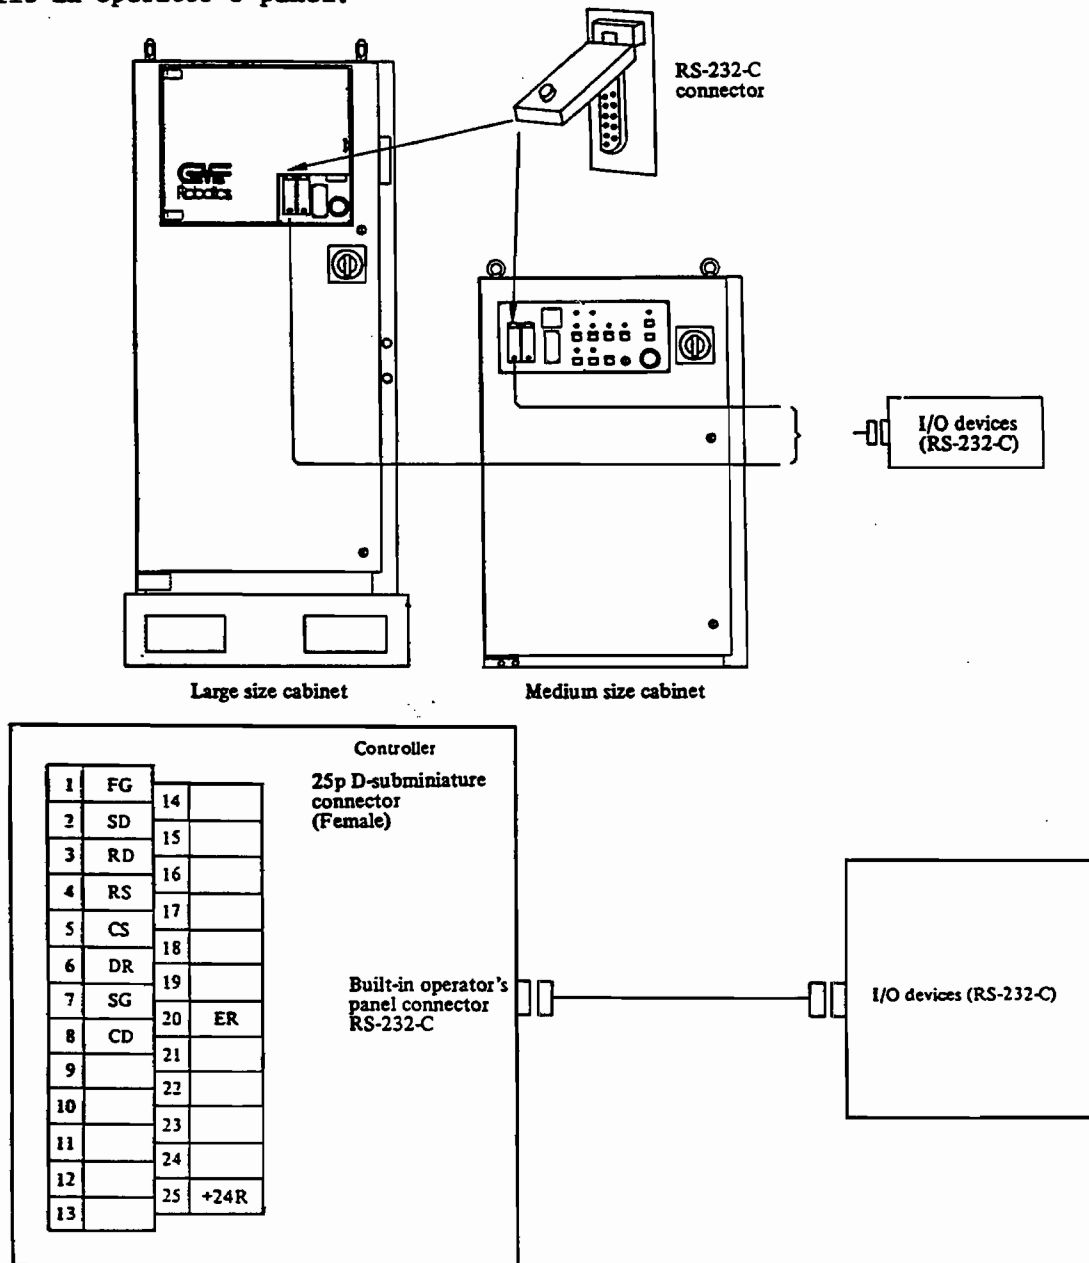 in operator's panel.
RS-232-C
connector
GMF
Robotics
I/O devices
(RS-232-C)
Large size cabinet
Medium size cabinet
Controller
25p D-subminiature
connector
(Female)
1 FG
2 SD
3 RD
4 RS
5 CS
6 DR
7 SG
8 CD
9
10
11
12
13
14
15
16
17
18
19
20 ER
21
22
23
24
25 +24R
Built-in operator's
panel connector
RS-232-C
I/O devices (RS-232-C)